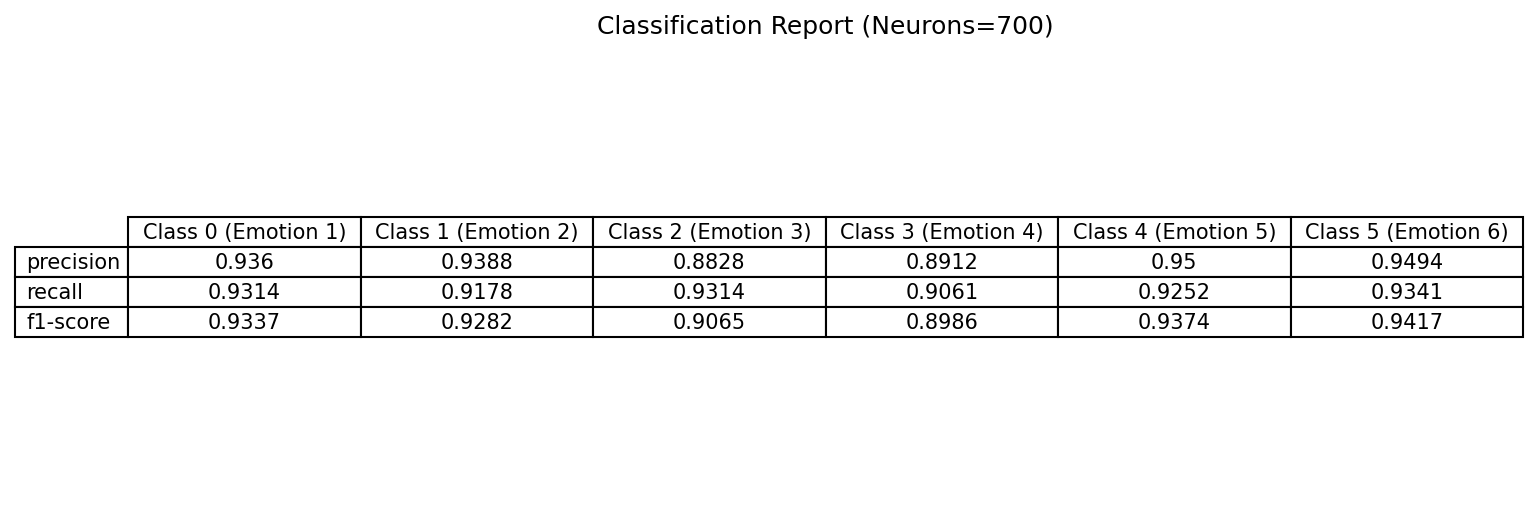 Classification Report (Neurons=700)
Class 0 (Emotion 1) Class 1 (Emotion 2) Class 2 (Emotion 3) Class 3 (Emotion 4) Class 4 (Emotion 5) Class 5 (Emotion 6)
precision 0.936 0.9388 0.8828 0.8912 0.95 0.9494
recall 0.9314 0.9178 0.9314 0.9061 0.9252 0.9341
f1-score 0.9337 0.9282 0.9065 0.8986 0.9374 0.9417